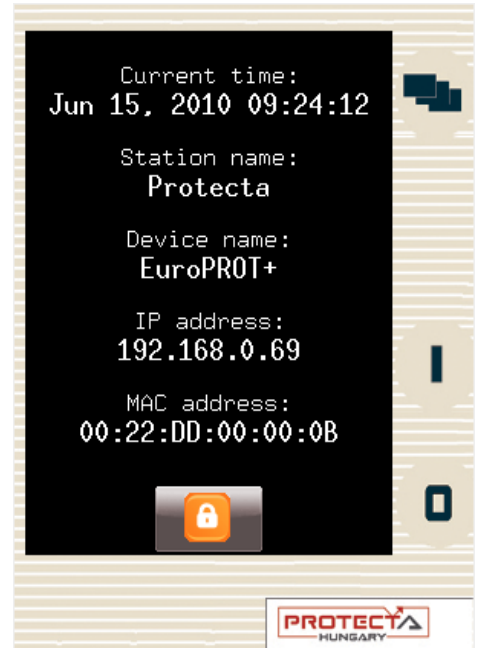 Current time:
Jun 15, 2010 09:24:12
Station name:
Protecta
Device name:
EuroPROT+
IP address:
192.168.0.69
MAC address:
00:22:DD:00:00:0B
I
O
PROTECTA
HUNGARY